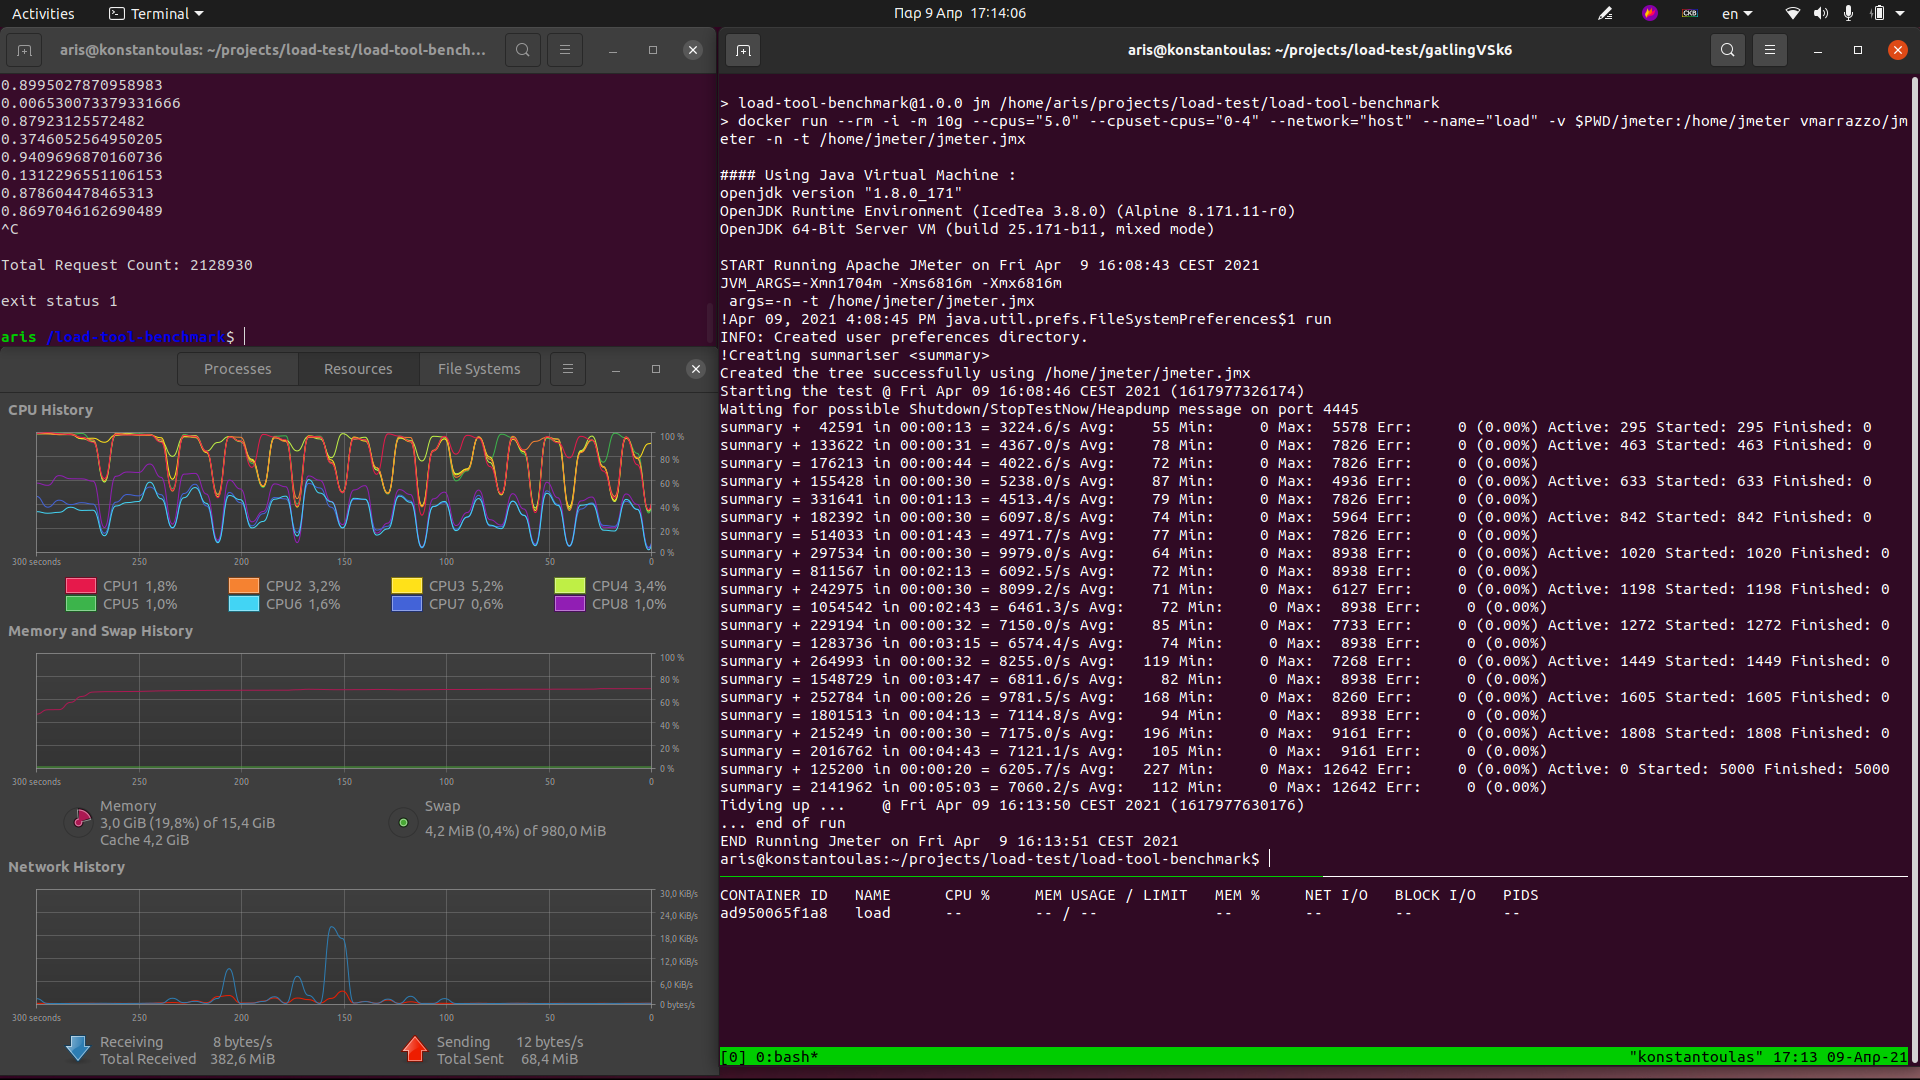 Activities
Terminal
Παρ 9 Απρ 17:14:06
en
aris@konstantoulas: ~/projects/load-test/load-tool-bench...
0.8995027870958983
0.006530073379331666
0.87923125572482
0.3746052564950205
0.9409696870160736
0.1312296551106153
0.878604478465313
0.8697046162690489
^C
Total Request Count: 2128930
exit status 1
aris /load-tool-benchmark$
Processes
Resources
File Systems
CPU History
100 %
80 %
60 %
40 %
20 %
0 %
300 seconds 250 200 150 100 50 0
CPU1 1,8% CPU2 3,2% CPU3 5,2% CPU4 3,4%
CPU5 1,0% CPU6 1,6% CPU7 0,6% CPU8 1,0%
Memory and Swap History
100 %
80 %
60 %
40 %
20 %
0 %
300 seconds 250 200 150 100 50 0
Memory
3,0 GiB (19,8%) of 15,4 GiB
Cache 4,2 GiB
Swap
4,2 MiB (0,4%) of 980,0 MiB
Network History
30,0 KiB/s
24,0 KiB/s
18,0 KiB/s
12,0 KiB/s
6,0 KiB/s
0 bytes/s
300 seconds 250 200 150 100 50 0
Receiving 8 bytes/s
Total Received 382,6 MiB
Sending 12 bytes/s
Total Sent 68,4 MiB
aris@konstantoulas: ~/projects/load-test/gatlingVSk6
> load-tool-benchmark@1.0.0 jm /home/aris/projects/load-test/load-tool-benchmark
> docker run --rm -i -m 10g --cpus="5.0" --cpuset-cpus="0-4" --network="host" --name="load" -v $PWD/jmeter:/home/jmeter vmarrazzo/jm
eter -n -t /home/jmeter/jmeter.jmx
#### Using Java Virtual Machine :
openjdk version "1.8.0_171"
OpenJDK Runtime Environment (IcedTea 3.8.0) (Alpine 8.171.11-r0)
OpenJDK 64-Bit Server VM (build 25.171-b11, mixed mode)
START Running Apache JMeter on Fri Apr  9 16:08:43 CEST 2021
JVM_ARGS=-Xmn1704m -Xms6816m -Xmx6816m
args=-n -t /home/jmeter/jmeter.jmx
!Apr 09, 2021 4:08:45 PM java.util.prefs.FileSystemPreferences$1 run
INFO: Created user preferences directory.
!Creating summariser <summary>
Created the tree successfully using /home/jmeter/jmeter.jmx
Starting the test @ Fri Apr 09 16:08:46 CEST 2021 (1617977326174)
Waiting for possible Shutdown/StopTestNow/Heapdump message on port 4445
summary +  42591 in 00:00:13 = 3224.6/s Avg:    55 Min:     0 Max:  5578 Err:     0 (0.00%) Active: 295 Started: 295 Finished: 0
summary + 133622 in 00:00:31 = 4367.0/s Avg:    78 Min:     0 Max:  7826 Err:     0 (0.00%) Active: 463 Started: 463 Finished: 0
summary = 176213 in 00:00:44 = 4022.6/s Avg:    72 Min:     0 Max:  7826 Err:     0 (0.00%)
summary + 155428 in 00:00:30 = 5238.0/s Avg:    87 Min:     0 Max:  4936 Err:     0 (0.00%) Active: 633 Started: 633 Finished: 0
summary = 331641 in 00:01:13 = 4513.4/s Avg:    79 Min:     0 Max:  7826 Err:     0 (0.00%)
summary + 182392 in 00:00:30 = 6097.8/s Avg:    74 Min:     0 Max:  5964 Err:     0 (0.00%) Active: 842 Started: 842 Finished: 0
summary = 514033 in 00:01:43 = 4971.7/s Avg:    77 Min:     0 Max:  7826 Err:     0 (0.00%)
summary + 297534 in 00:00:30 = 9979.0/s Avg:    64 Min:     0 Max:  8938 Err:     0 (0.00%) Active: 1020 Started: 1020 Finished: 0
summary = 811567 in 00:02:13 = 6092.5/s Avg:    72 Min:     0 Max:  8938 Err:     0 (0.00%)
summary + 242975 in 00:00:30 = 8099.2/s Avg:    71 Min:     0 Max:  6127 Err:     0 (0.00%) Active: 1198 Started: 1198 Finished: 0
summary = 1054542 in 00:02:43 = 6461.3/s Avg:    72 Min:     0 Max:  8938 Err:     0 (0.00%)
summary + 229194 in 00:00:32 = 7150.0/s Avg:    85 Min:     0 Max:  7733 Err:     0 (0.00%) Active: 1272 Started: 1272 Finished: 0
summary = 1283736 in 00:03:15 = 6574.4/s Avg:    74 Min:     0 Max:  8938 Err:     0 (0.00%)
summary + 264993 in 00:00:32 = 8255.0/s Avg:   119 Min:     0 Max:  7268 Err:     0 (0.00%) Active: 1449 Started: 1449 Finished: 0
summary = 1548729 in 00:03:47 = 6811.6/s Avg:    82 Min:     0 Max:  8938 Err:     0 (0.00%)
summary + 252784 in 00:00:26 = 9781.5/s Avg:   168 Min:     0 Max:  8260 Err:     0 (0.00%) Active: 1605 Started: 1605 Finished: 0
summary = 1801513 in 00:04:13 = 7114.8/s Avg:    94 Min:     0 Max:  8938 Err:     0 (0.00%)
summary + 215249 in 00:00:30 = 7175.0/s Avg:   196 Min:     0 Max:  9161 Err:     0 (0.00%) Active: 1808 Started: 1808 Finished: 0
summary = 2016762 in 00:04:43 = 7121.1/s Avg:   105 Min:     0 Max:  9161 Err:     0 (0.00%)
summary + 125200 in 00:00:20 = 6205.7/s Avg:   227 Min:     0 Max: 12642 Err:     0 (0.00%) Active: 0 Started: 5000 Finished: 5000
summary = 2141962 in 00:05:03 = 7060.2/s Avg:   112 Min:     0 Max: 12642 Err:     0 (0.00%)
Tidying up ...    @ Fri Apr 09 16:13:50 CEST 2021 (1617977630176)
... end of run
END Running Jmeter on Fri Apr  9 16:13:51 CEST 2021
aris@konstantoulas:~/projects/load-test/load-tool-benchmark$
CONTAINER ID   NAME      CPU %     MEM USAGE / LIMIT   MEM %     NET I/O   BLOCK I/O   PIDS
ad950065f1a8   load      --        -- / --             --        --        --          --
[0] 0:bash*
"konstantoulas" 17:13 09-Απρ-21